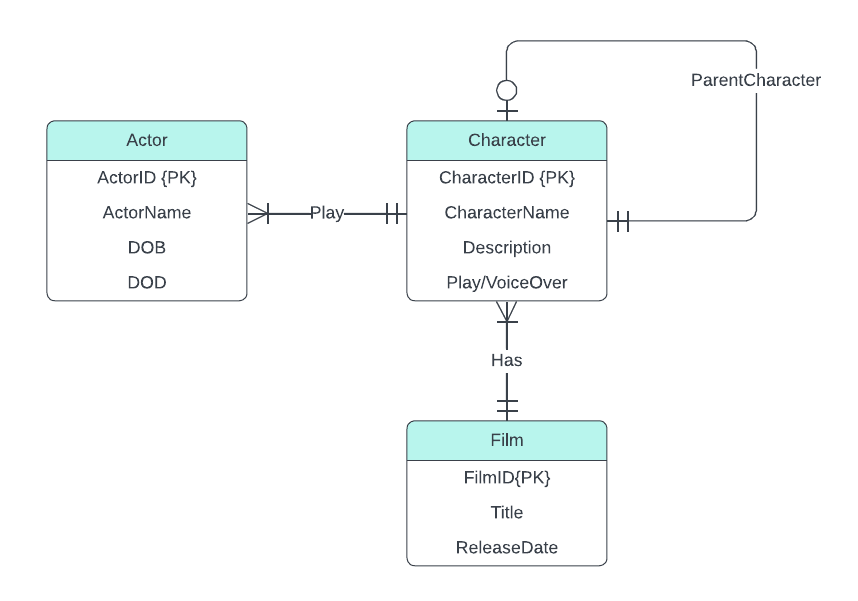 ParentCharacter
Actor
ActorID {PK}
ActorName
DOB
DOD
Play
Character
CharacterID {PK}
CharacterName
Description
Play/VoiceOver
Has
Film
FilmID{PK}
Title
ReleaseDate